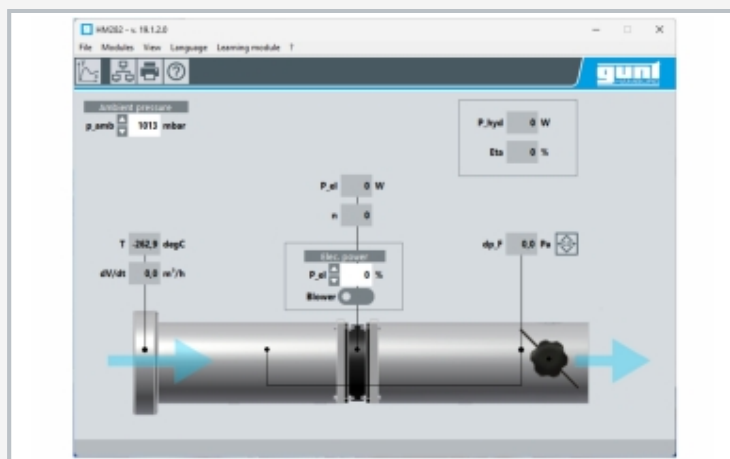 HM282 - v. 19.1.2.0
File Modules View Language Learning module ?
gunt
Ambient pressure
p_amb 1013 mbar
P_hyd 0 W
Eta 0 %
P_el 0 W
n 0
T -262,9 degC
dV/dt 0,0 m³/h
Elec. power
P_el 0 %
Blower
dp_F 0,0 Pa